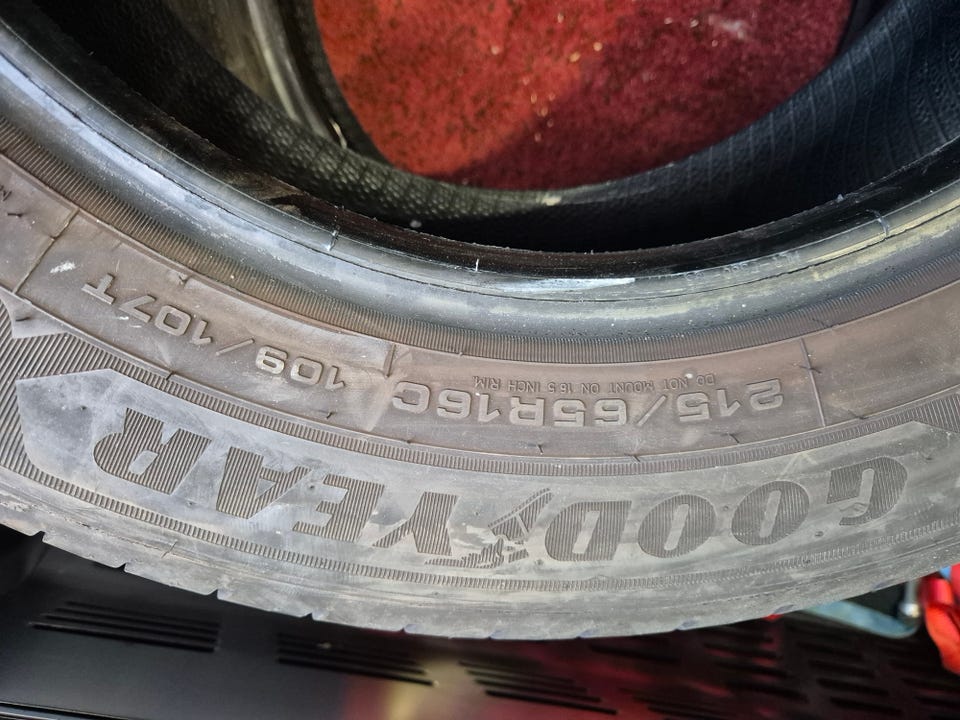 GOODYEAR
215/65R16C 109/107T
DO NOT MOUNT ON 16.5 INCH RIM